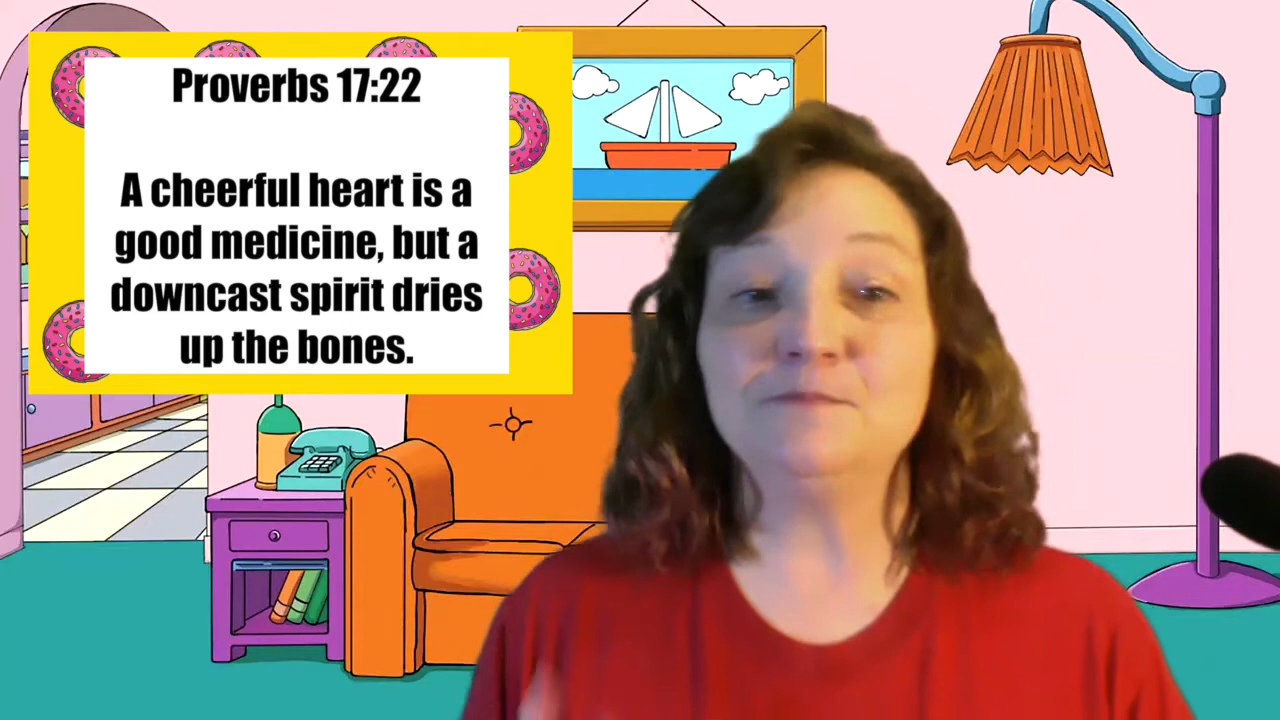 Proverbs 17:22
A cheerful heart is a
good medicine, but a
downcast spirit dries
up the bones.